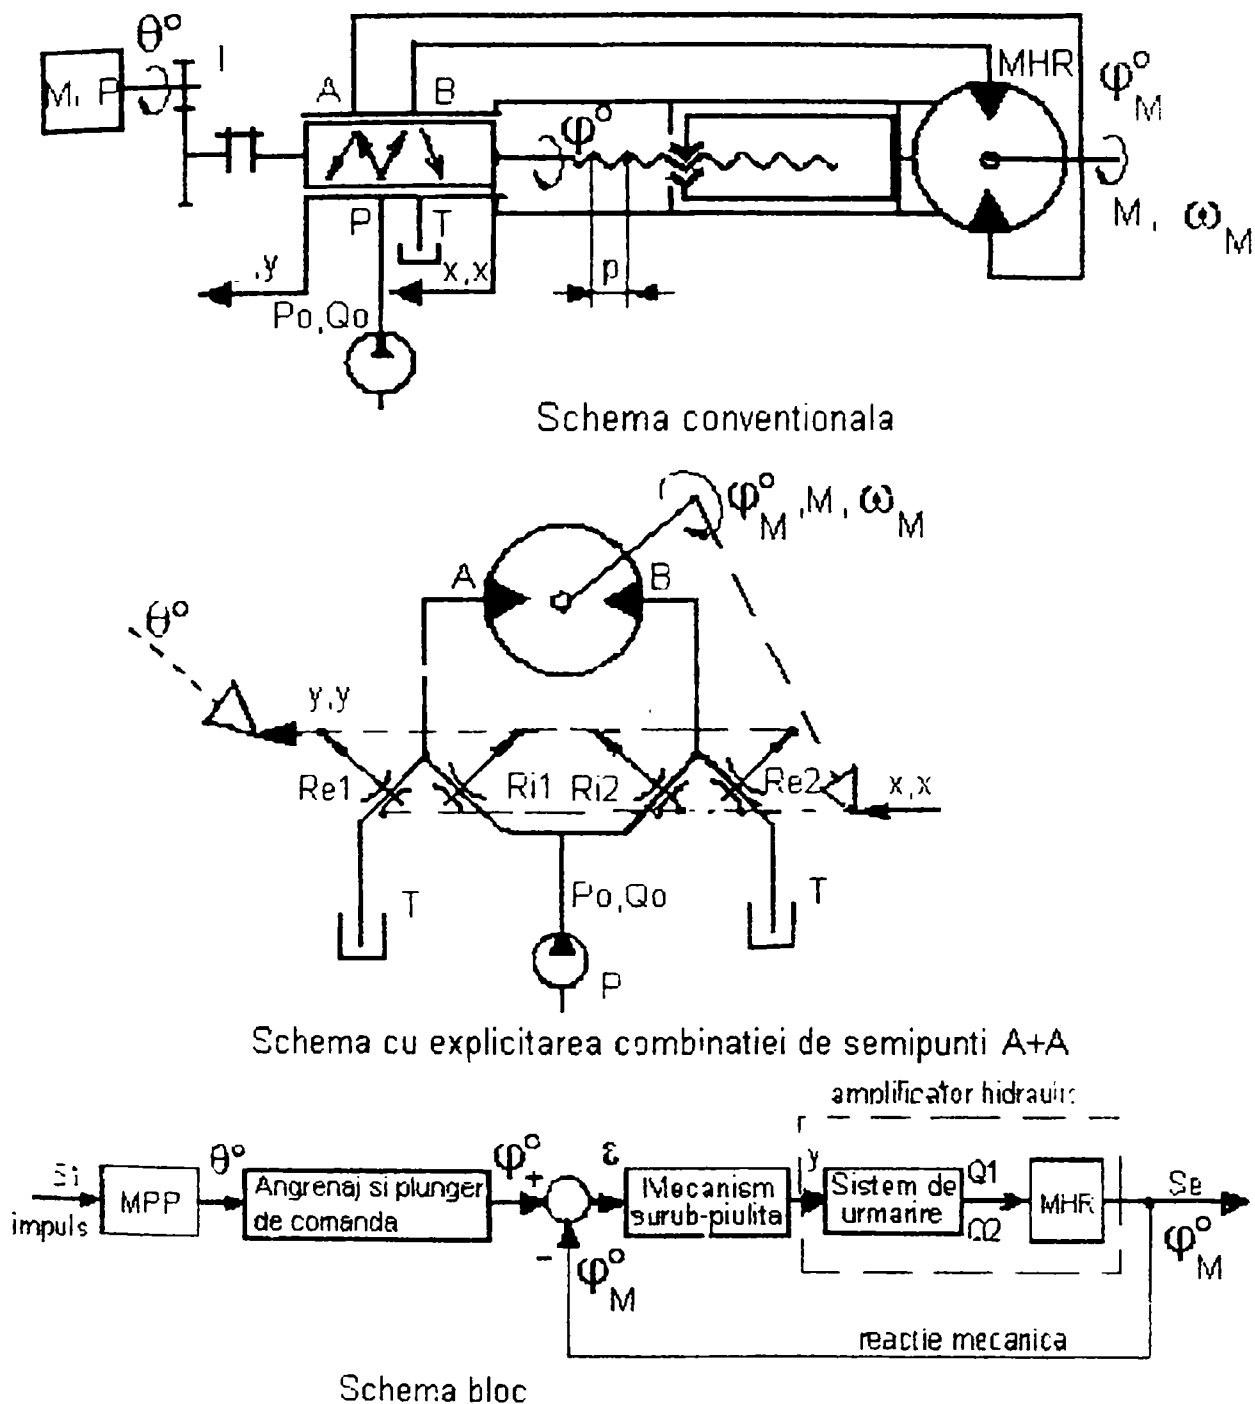 θ° I
M. P
A B MHR φ°M
φ°
P T M, ωM
,y x,x p
Po,Qo
Schema conventionala
φ°M ,M, ωM
A B
θ°
y,y
Re1 Ri1 Ri2 Re2 x,x
T Po,Qo T
P
Schema cu explicitarea combinatiei de semipunti A+A
amplificator hidraulic
Si θ° φ° ε y Q1 Se
impuls MPP Angrenaj si plunger + Mecanism Sistem de MHR
de comanda surub-piulita urmarire Q2
- φ°M φ°M
reactie mecanica
Schema bloc